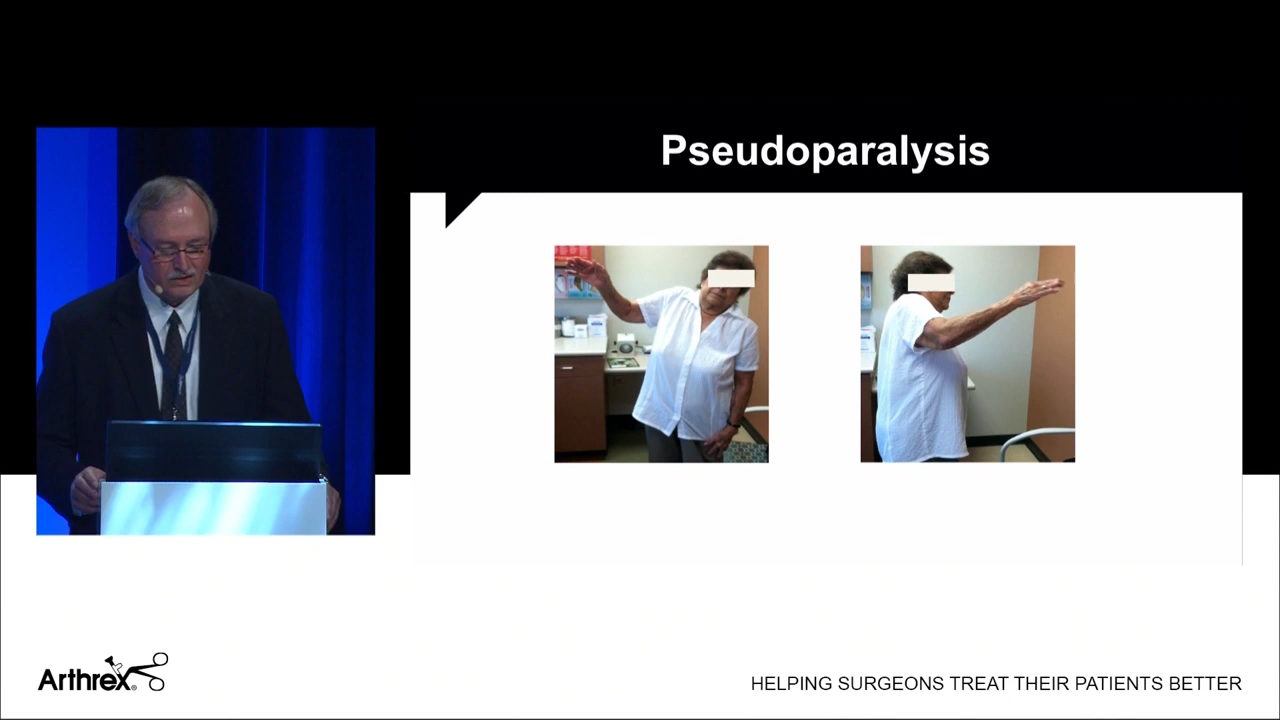 Pseudoparalysis
Arthrex®
HELPING SURGEONS TREAT THEIR PATIENTS BETTER